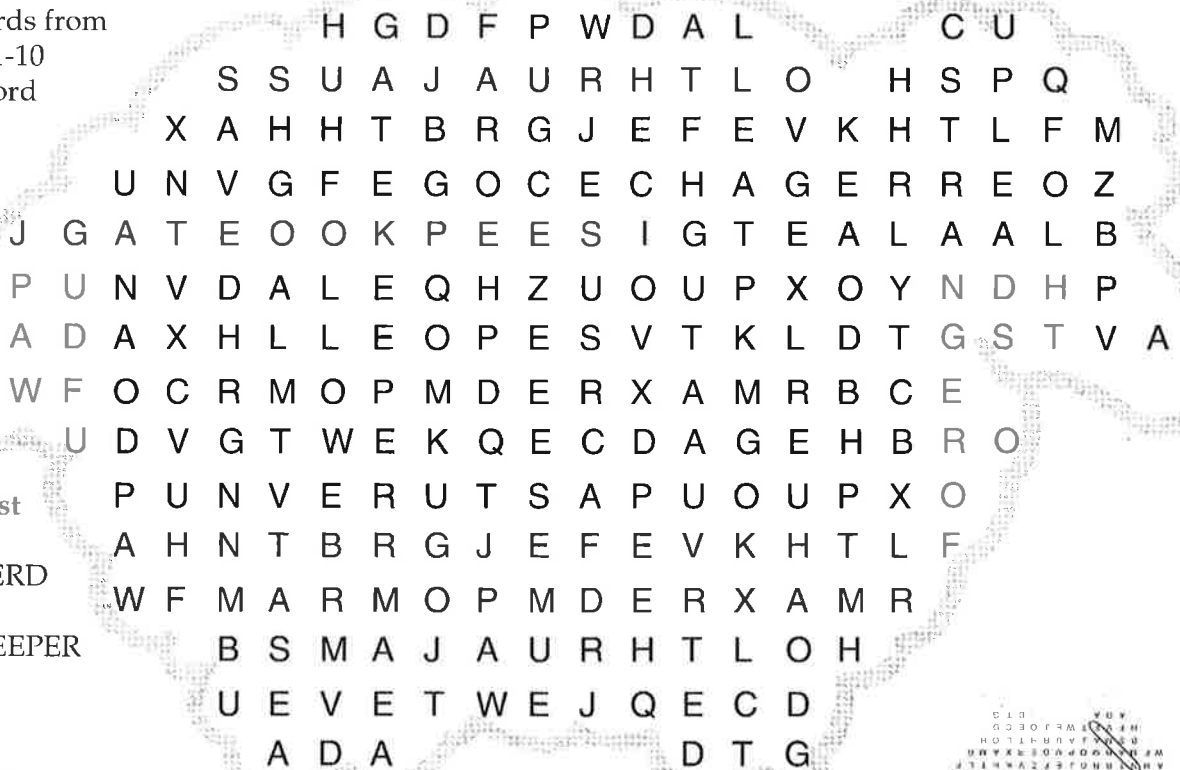 rds from
1-10
ord
H G D F P W D A L C U
S S U A J A U R H T L O H S P Q
X A H H T B R G J E F E V K H T L F M
U N V G F E G O C E C H A G E R R E O Z
J G A T E O O K P E E S I G T E A L A A L B
P U N V D A L E Q H Z U O U P X O Y N D H P
A D A X H L L E O P E S V T K L D T G S T V A
W F O C R M O P M D E R X A M R B C E
U D V G T W E K Q E C D A G E H B R O
P U N V E R U T S A P U O U P X O
st
A H N T B R G J E F E V K H T L F
ERD
W F M A R M O P M D E R X A M R
EEPER
B S M A J A U R H T L O H
U E V E T W E J Q E C D
A D A D T G